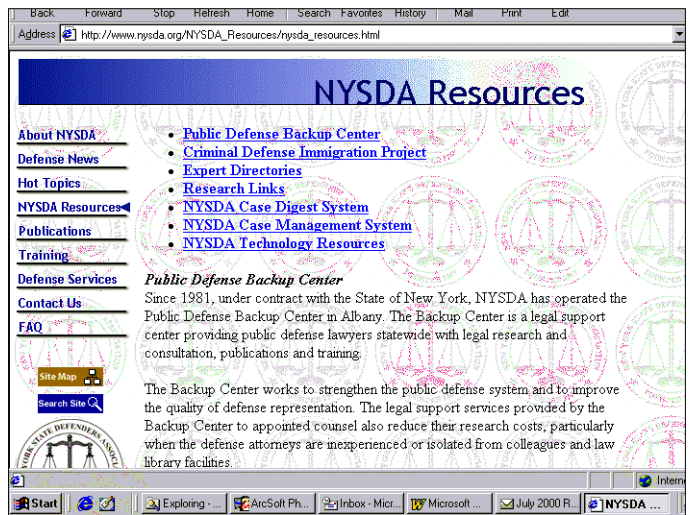 Back Forward Stop Refresh Home Search Favorites History Mail Print Edit
Address http://www.nysda.org/NYSDA_Resources/nysda_resources.html
NYSDA Resources
About NYSDA
Defense News
Hot Topics
NYSDA Resources
Publications
Training
Defense Services
Contact Us
FAQ
Site Map
Search Site
YORK STATE DEFENDERS ASSOC
• Public Defense Backup Center
• Criminal Defense Immigration Project
• Expert Directories
• Research Links
• NYSDA Case Digest System
• NYSDA Case Management System
• NYSDA Technology Resources
Public Defense Backup Center
Since 1981, under contract with the State of New York, NYSDA has operated the
Public Defense Backup Center in Albany. The Backup Center is a legal support
center providing public defense lawyers statewide with legal research and
consultation, publications and training.
The Backup Center works to strengthen the public defense system and to improve
the quality of defense representation. The legal support services provided by the
Backup Center to appointed counsel also reduce their research costs, particularly
when the defense attorneys are inexperienced or isolated from colleagues and law
library facilities.
Interne
Start Exploring - ... ArcSoft Ph... Inbox - Micr... Microsoft ... July 2000 R... NYSDA ...